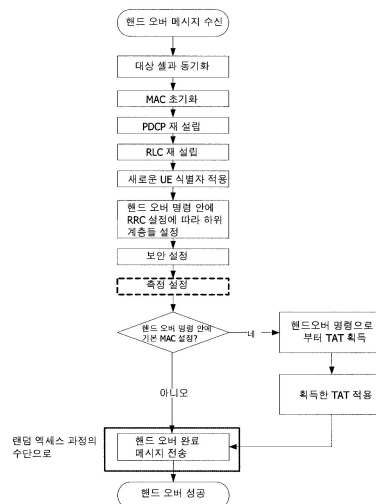 핸드 오버 메시지 수신
대상 셀과 동기화
MAC 초기화
PDCP 재 설립
RLC 재 설립
새로운 UE 식별자 적용
핸드 오버 명령 안에
RRC 설정에 따라 하위
계층들 설정
보안 설정
측정 설정
핸드 오버 명령 안에
기본 MAC 설정?
네
핸드오버 명령으로
부터 TAT 획득
획득한 TAT 적용
아니오
랜덤 엑세스 과정의
수단으로
핸드 오버 완료
메시지 전송
핸드 오버 성공